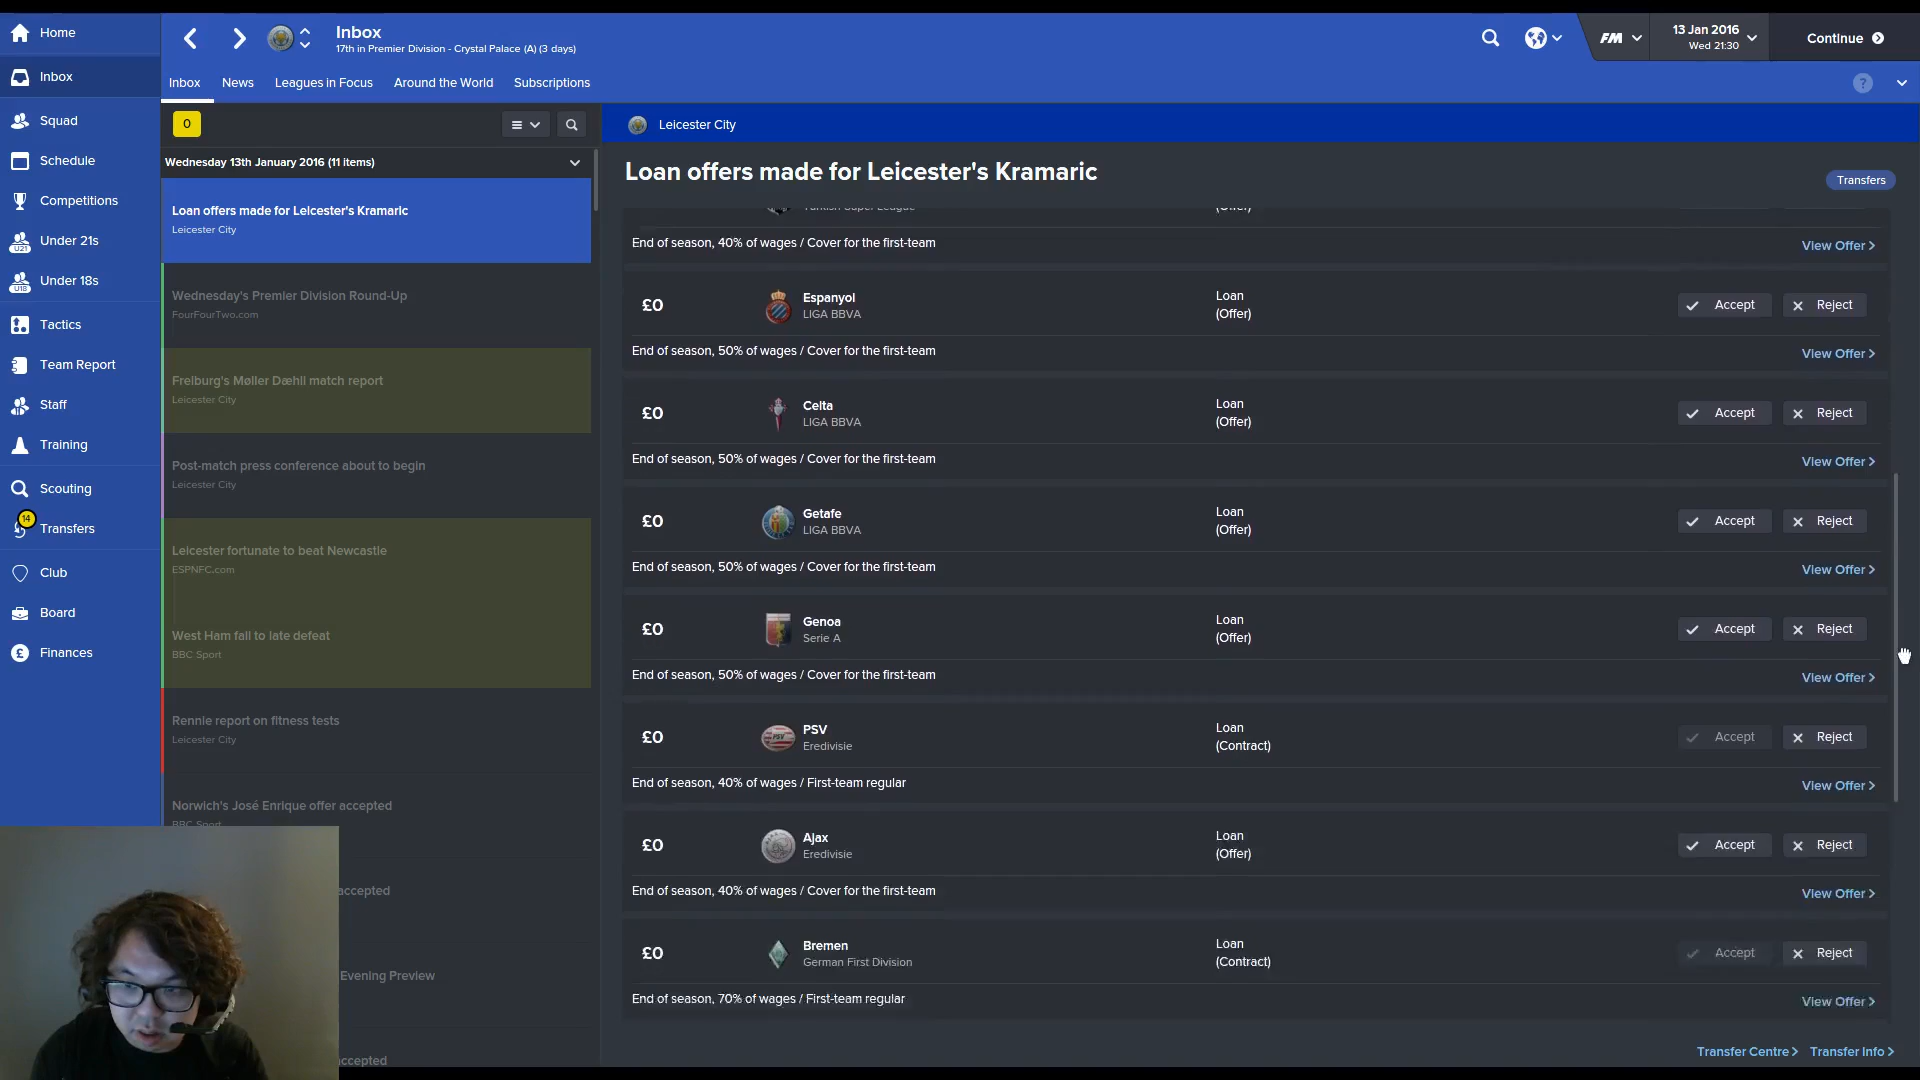 Home
Inbox
Squad
Schedule
Competitions
Under 21s
Under 18s
Tactics
Team Report
Staff
Training
Scouting
14
Transfers
Club
Board
Finances
Inbox
17th in Premier Division - Crystal Palace (A) (3 days)
FM
13 Jan 2016
Wed 21:30
Continue
Inbox
News
Leagues in Focus
Around the World
Subscriptions
?
0
Wednesday 13th January 2016 (11 items)
Loan offers made for Leicester's Kramaric
Leicester City
Wednesday's Premier Division Round-Up
FourFourTwo.com
Freiburg's Møller Dæhli match report
Leicester City
Post-match press conference about to begin
Leicester City
Leicester fortunate to beat Newcastle
ESPNFC.com
West Ham fall to late defeat
BBC Sport
Rennie report on fitness tests
Leicester City
Norwich's José Enrique offer accepted
BBC Sport
accepted
Evening Preview
accepted
Leicester City
Loan offers made for Leicester's Kramaric
Transfers
Turkish Super League
(Offer)
End of season, 40% of wages / Cover for the first-team
View Offer >
£0
Espanyol
LIGA BBVA
Loan
(Offer)
Accept
Reject
End of season, 50% of wages / Cover for the first-team
View Offer >
£0
Celta
LIGA BBVA
Loan
(Offer)
Accept
Reject
End of season, 50% of wages / Cover for the first-team
View Offer >
£0
Getafe
LIGA BBVA
Loan
(Offer)
Accept
Reject
End of season, 50% of wages / Cover for the first-team
View Offer >
£0
Genoa
Serie A
Loan
(Offer)
Accept
Reject
End of season, 50% of wages / Cover for the first-team
View Offer >
£0
PSV
Eredivisie
Loan
(Contract)
Accept
Reject
End of season, 40% of wages / First-team regular
View Offer >
£0
Ajax
Eredivisie
Loan
(Offer)
Accept
Reject
End of season, 40% of wages / Cover for the first-team
View Offer >
£0
Bremen
German First Division
Loan
(Contract)
Accept
Reject
End of season, 70% of wages / First-team regular
View Offer >
Transfer Centre >
Transfer Info >